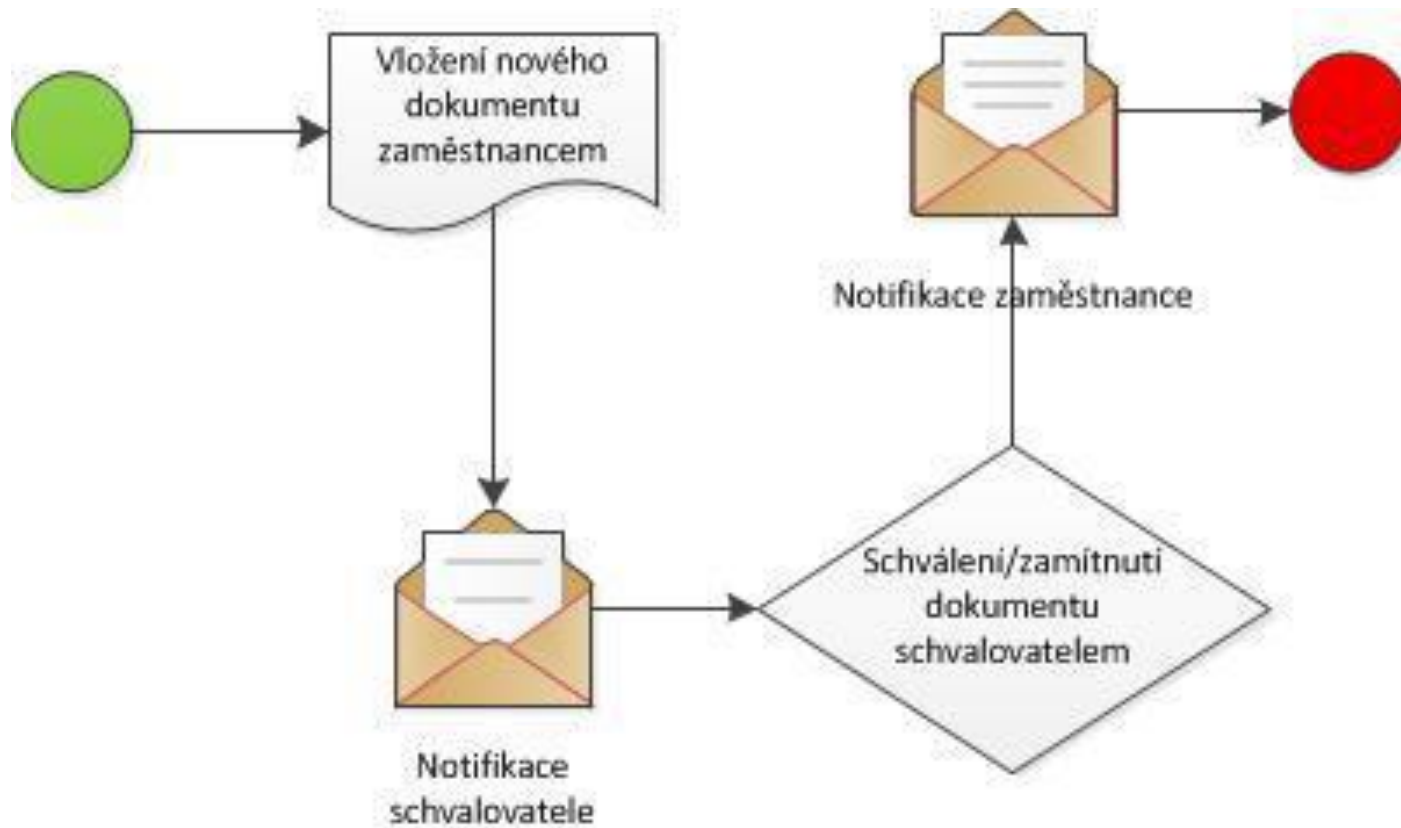 Vložení nového
dokumentu
zaměstnancem
Notifikace zaměstnance
Schválení/zamítnutí
dokumentu
schvalovatelem
Notifikace
schvalovatele